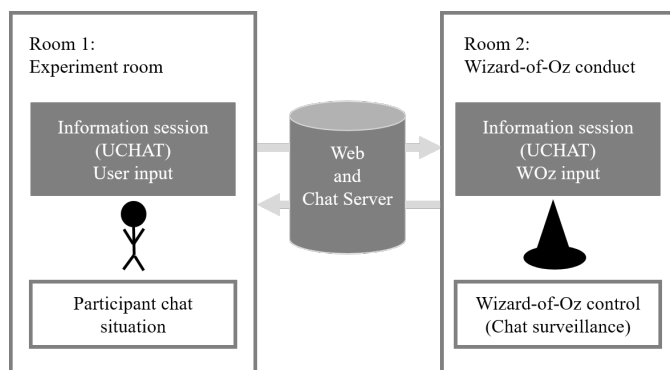 Room 1:
Experiment room
Information session
(UCHAT)
User input
Participant chat
situation
Web
and
Chat Server
Room 2:
Wizard-of-Oz conduct
Information session
(UCHAT)
WOz input
Wizard-of-Oz control
(Chat surveillance)